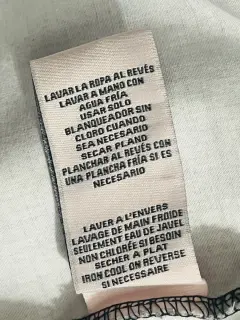 LAVAR LA ROPA AL REVÉS
LAVAR A MANO CON
AGUA FRÍA
USAR SOLO
BLANQUEADOR SIN
CLORO CUANDO
SEA NECESARIO
SECAR PLANO
PLANCHAR AL REVÉS CON
UNA PLANCHA FRÍA SI ES
NECESARIO
LAVER A L'ENVERS
LAVAGE DE MAIN FROIDE
SEULEMENT EAU DE JAVEL
NON CHLORÉE SI BESOIN
SECHER A PLAT
IRON COOL ON REVERSE
SI NECESSAIRE